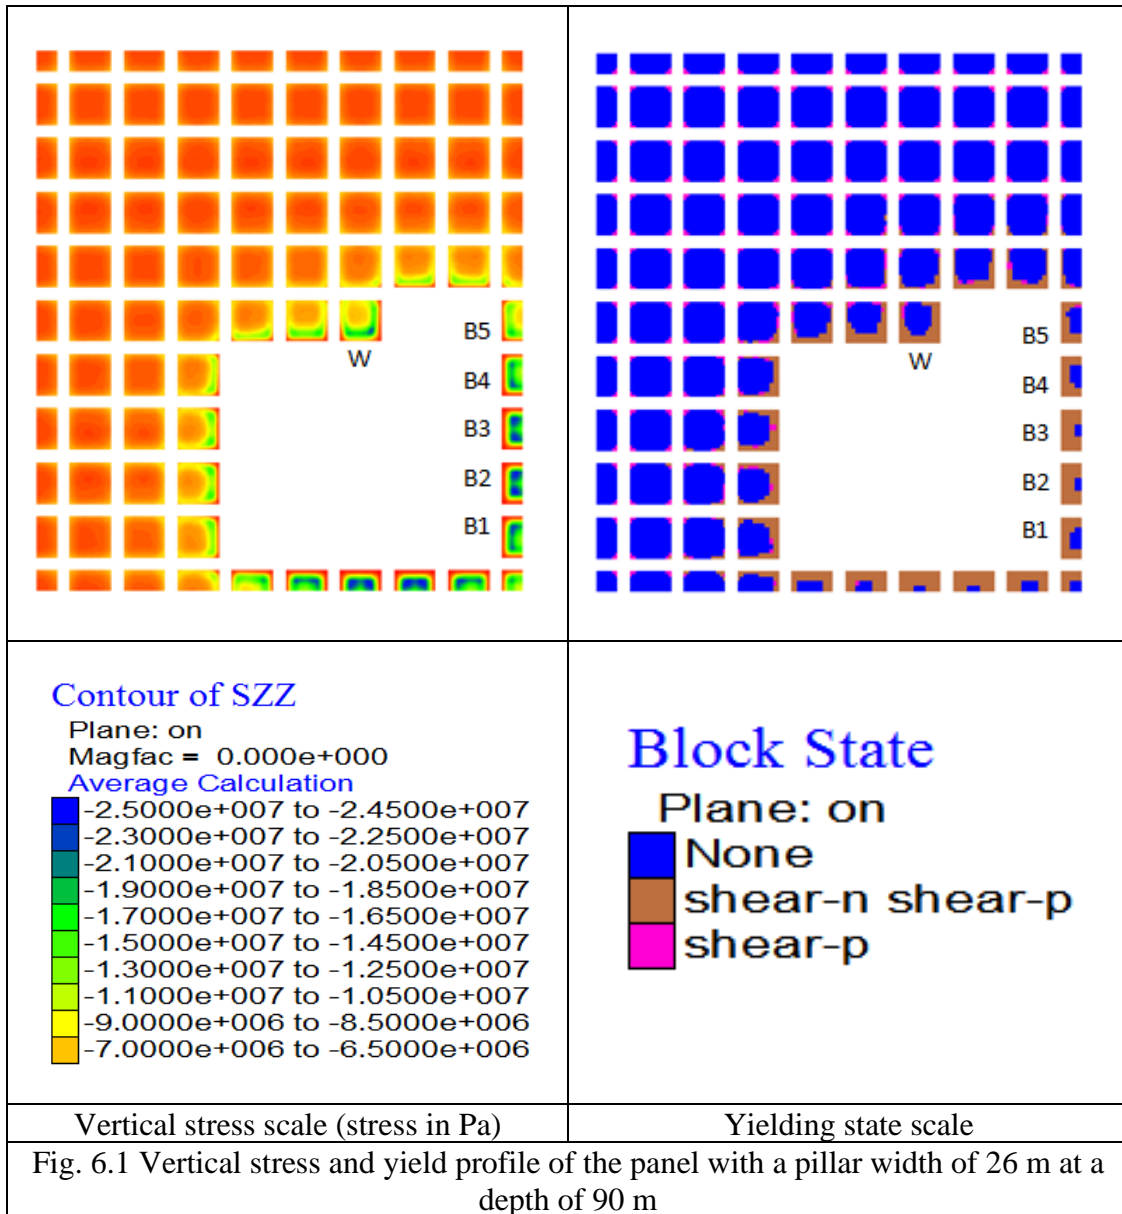 B5
W
B4
B3
B2
B1
B5
W
B4
B3
B2
B1
Contour of SZZ
Plane: on
Magfac = 0.000e+000
Average Calculation
-2.5000e+007 to -2.4500e+007
-2.3000e+007 to -2.2500e+007
-2.1000e+007 to -2.0500e+007
-1.9000e+007 to -1.8500e+007
-1.7000e+007 to -1.6500e+007
-1.5000e+007 to -1.4500e+007
-1.3000e+007 to -1.2500e+007
-1.1000e+007 to -1.0500e+007
-9.0000e+006 to -8.5000e+006
-7.0000e+006 to -6.5000e+006
Block State
Plane: on
None
shear-n shear-p
shear-p
Vertical stress scale (stress in Pa)
Yielding state scale
Fig. 6.1 Vertical stress and yield profile of the panel with a pillar width of 26 m at a
depth of 90 m